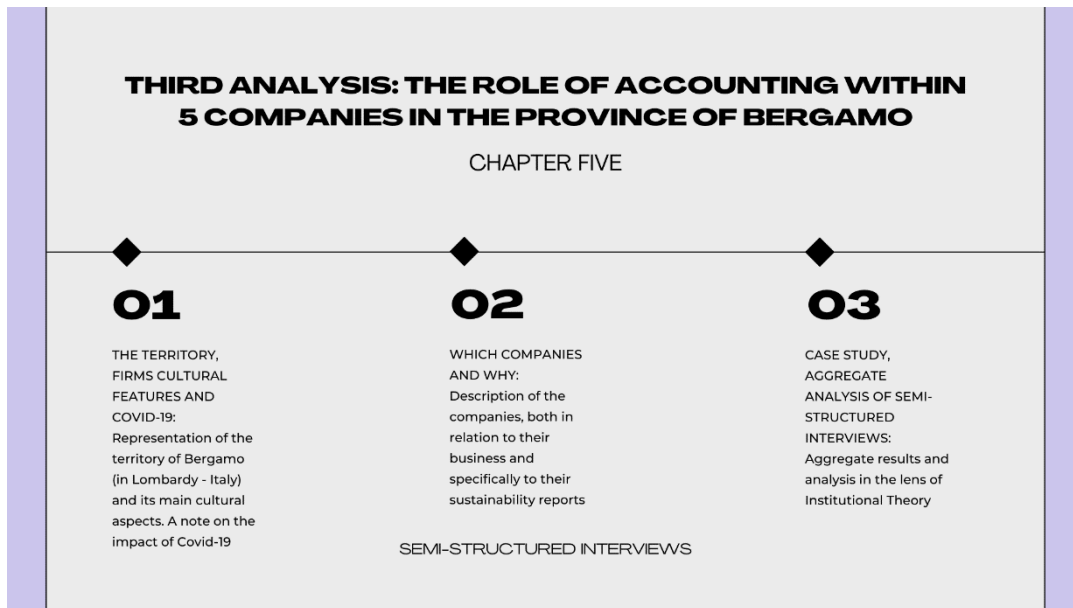 THIRD ANALYSIS: THE ROLE OF ACCOUNTING WITHIN
5 COMPANIES IN THE PROVINCE OF BERGAMO
CHAPTER FIVE
01
THE TERRITORY,
FIRMS CULTURAL
FEATURES AND
COVID-19:
Representation of the
territory of Bergamo
(in Lombardy - Italy)
and its main cultural
aspects. A note on the
impact of Covid-19
02
WHICH COMPANIES
AND WHY:
Description of the
companies, both in
relation to their
business and
specifically to their
sustainability reports
03
CASE STUDY,
AGGREGATE
ANALYSIS OF SEMI-
STRUCTURED
INTERVIEWS:
Aggregate results and
analysis in the lens of
Institutional Theory
SEMI-STRUCTURED INTERVIEWS